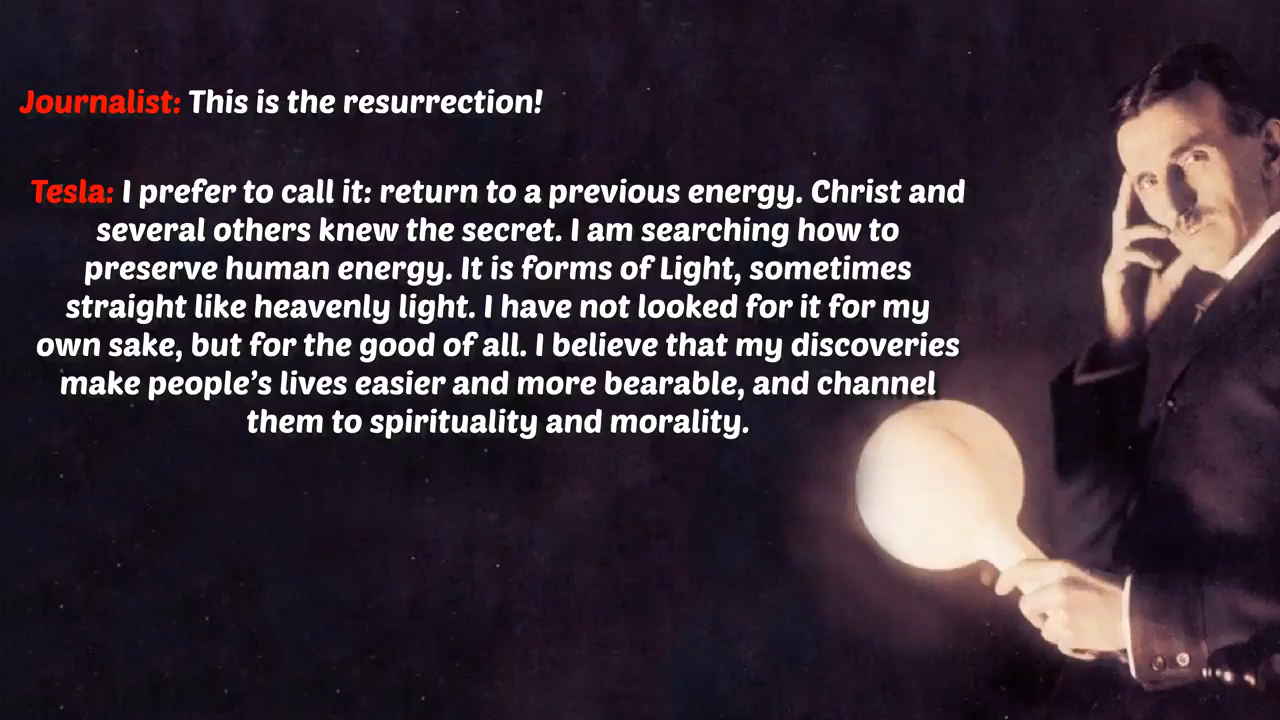 Journalist: This is the resurrection!
Tesla: I prefer to call it: return to a previous energy. Christ and
several others knew the secret. I am searching how to
preserve human energy. It is forms of Light, sometimes
straight like heavenly light. I have not looked for it for my
own sake, but for the good of all. I believe that my discoveries
make people’s lives easier and more bearable, and channel
them to spirituality and morality.